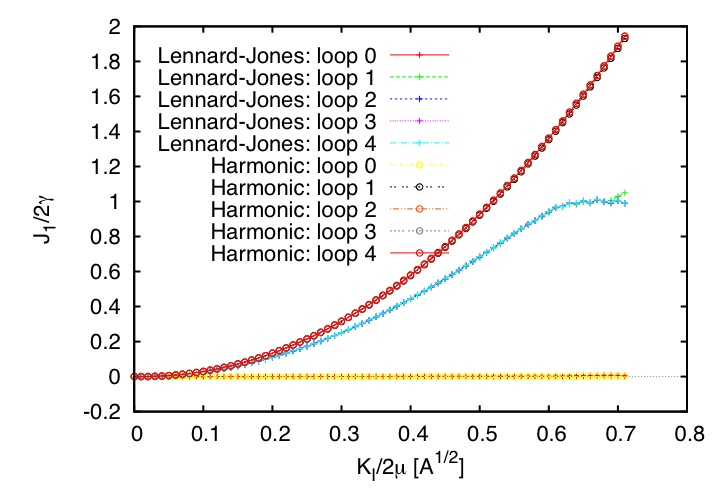 2
1.8
1.6
1.4
1.2
1
0.8
0.6
0.4
0.2
0
-0.2
J1/2γ
Lennard-Jones: loop 0
Lennard-Jones: loop 1
Lennard-Jones: loop 2
Lennard-Jones: loop 3
Lennard-Jones: loop 4
Harmonic: loop 0
Harmonic: loop 1
Harmonic: loop 2
Harmonic: loop 3
Harmonic: loop 4
0 0.1 0.2 0.3 0.4 0.5 0.6 0.7 0.8
KI/2μ [A^1/2]